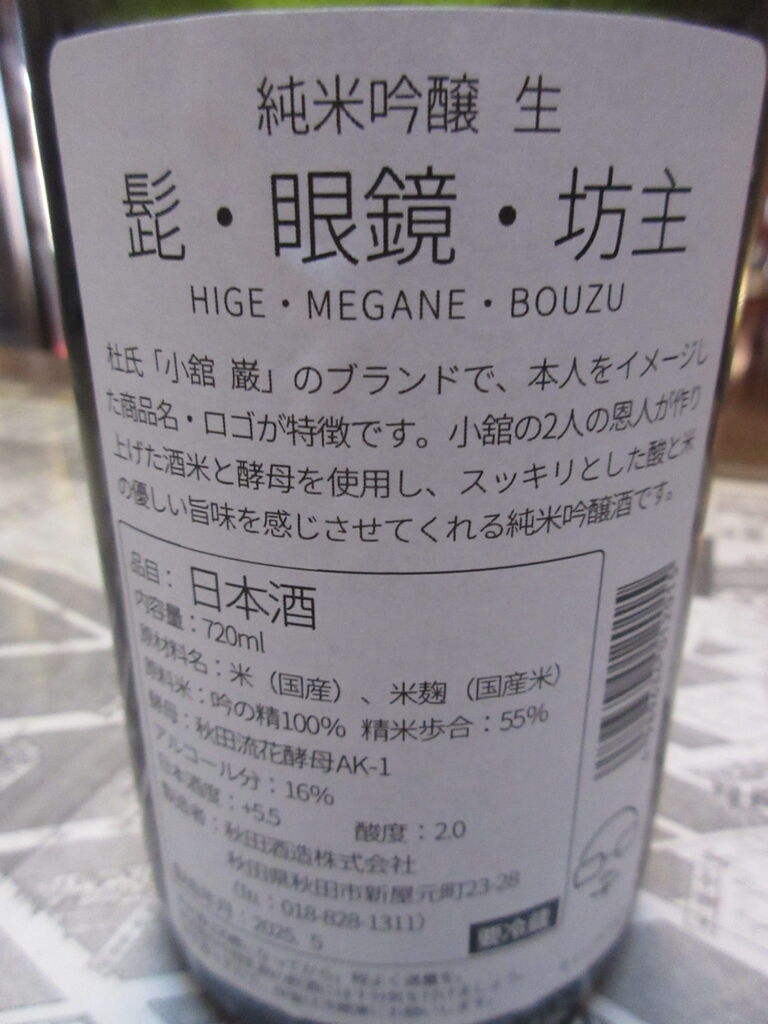 純米吟醸 生
髭・眼鏡・坊主
HIGE・MEGANE・BOUZU
杜氏「小舘 巌」のブランドで、本人をイメージし
た商品名・ロゴが特徴です。小舘の2人の恩人が作り
上げた酒米と酵母を使用し、スッキリとした酸と米
の優しい旨味を感じさせてくれる純米吟醸酒です。
品目：日本酒
内容量：720ml
原材料名：米（国産）、米麹（国産米）
原料米：吟の精100% 精米歩合：55%
酵母：秋田流花酵母AK-1
アルコール分：16%
日本酒度：+5.5 酸度：2.0
製造者：秋田酒造株式会社
秋田県秋田市新屋元町23-28
（℡：018-828-1311）
製造年月：2025. 5
要冷蔵